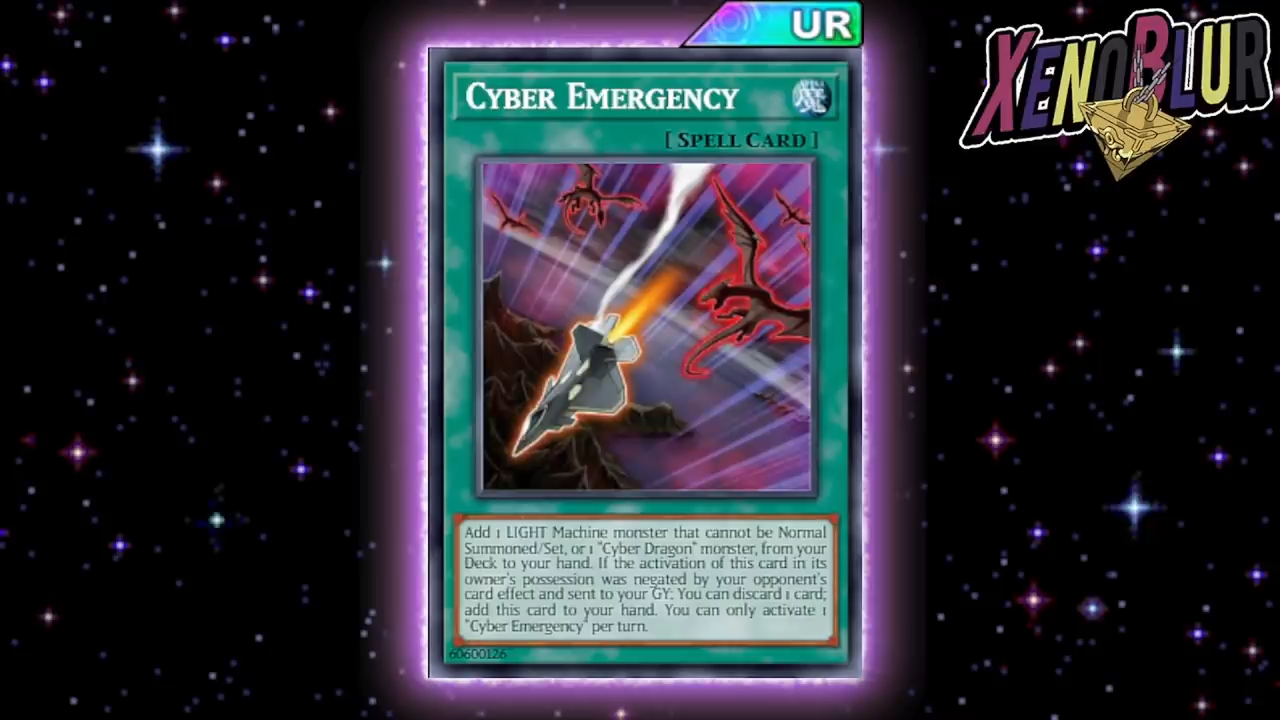 UR
XENOBLUR
CYBER EMERGENCY
[ SPELL CARD ]
Add 1 LIGHT Machine monster that cannot be Normal
Summoned/Set, or 1 "Cyber Dragon" monster, from your
Deck to your hand. If the activation of this card in its
owner's possession was negated by your opponent's
card effect and sent to your GY: You can discard 1 card;
add this card to your hand. You can only activate 1
"Cyber Emergency" per turn.
60600126